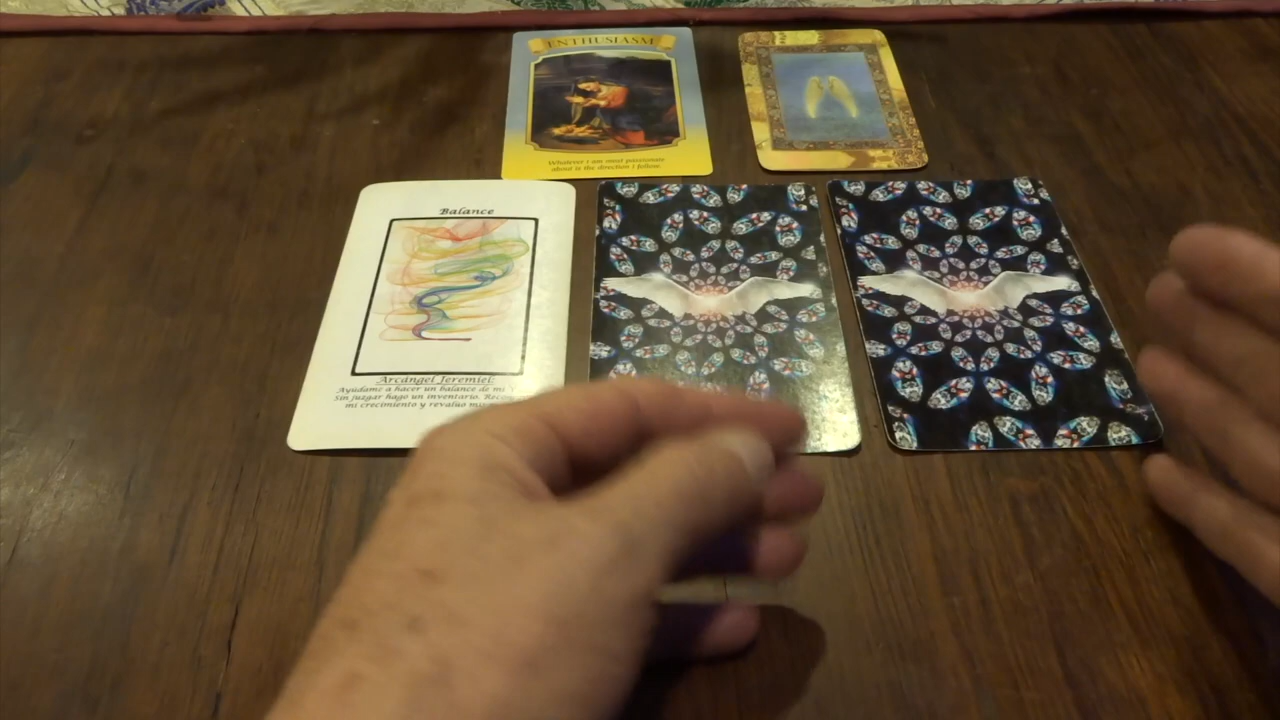 ENTHUSIASM
Whatever I am most passionate
about is the direction I follow.
Balance
Arcángel Jeremiel:
Ayúdame a hacer un balance de mi
Sin juzgar hago un inventario.
mi crecimiento y revalúo